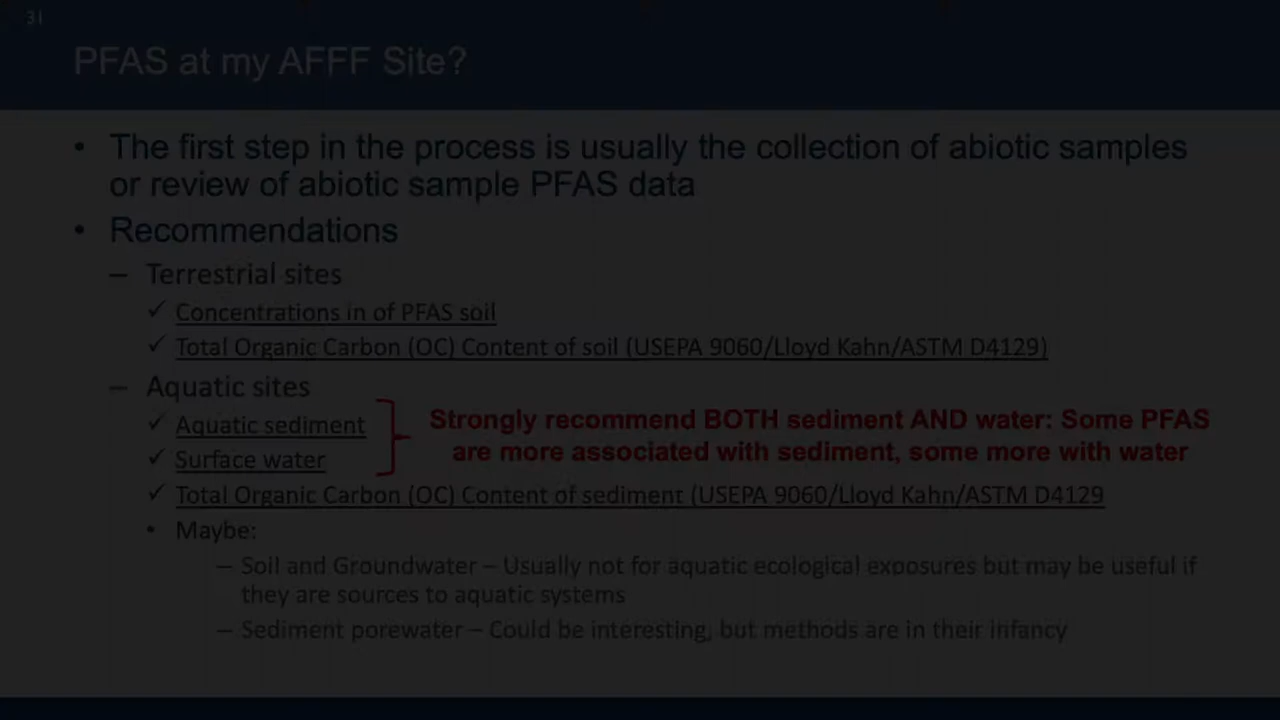 31
PFAS at my AFFF Site?
• The first step in the process is usually the collection of abiotic samples
or review of abiotic sample PFAS data
• Recommendations
– Terrestrial sites
✓ Concentrations in of PFAS soil
✓ Total Organic Carbon (OC) Content of soil (USEPA 9060/Lloyd Kahn/ASTM D4129)
– Aquatic sites
✓ Aquatic sediment
✓ Surface water
Strongly recommend BOTH sediment AND water: Some PFAS
are more associated with sediment, some more with water
✓ Total Organic Carbon (OC) Content of sediment (USEPA 9060/Lloyd Kahn/ASTM D4129
• Maybe:
– Soil and Groundwater – Usually not for aquatic ecological exposures but may be useful if
they are sources to aquatic systems
– Sediment porewater – Could be interesting, but methods are in their infancy